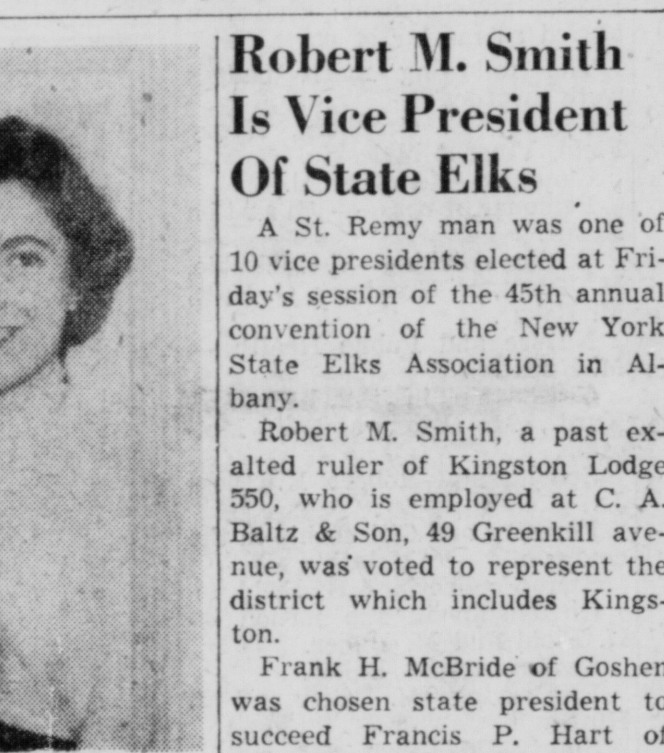 Robert M. Smith
Is Vice President
Of State Elks
A St. Remy man was one of
10 vice presidents elected at Fri-
day's session of the 45th annual
convention of the New York
State Elks Association in Al-
bany.
Robert M. Smith, a past ex-
alted ruler of Kingston Lodge
550, who is employed at C. A.
Baltz & Son, 49 Greenkill ave-
nue, was voted to represent the
district which includes Kings-
ton.
Frank H. McBride of Goshen
was chosen state president to
succeed Francis P. Hart of